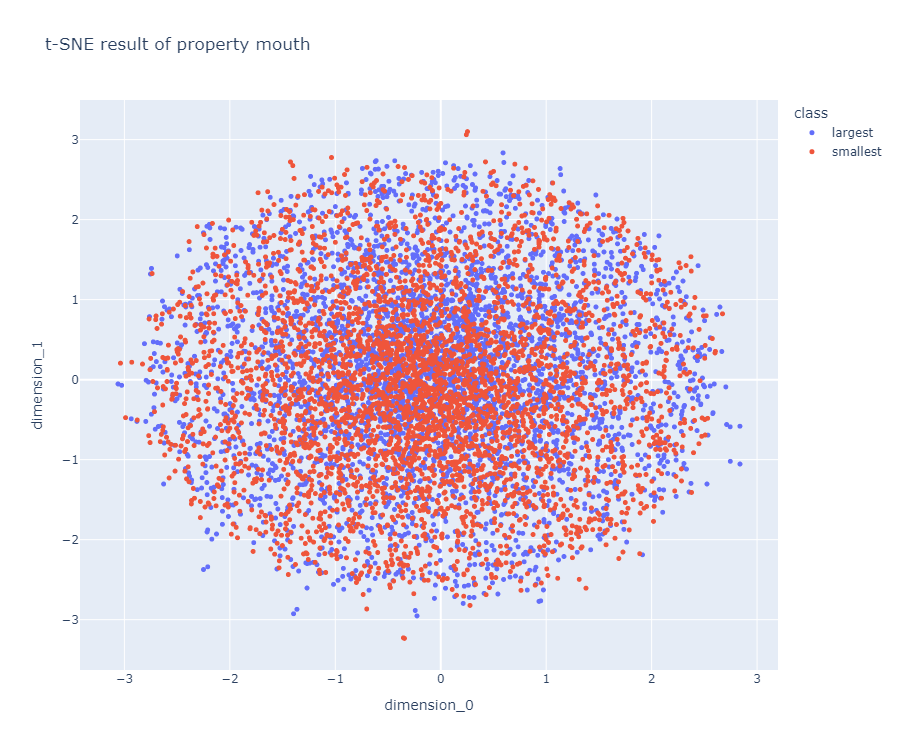 t-SNE result of property mouth
class
largest
smallest
3
2
1
0
−1
−2
−3
dimension_1
−3
−2
−1
0
1
2
3
dimension_0